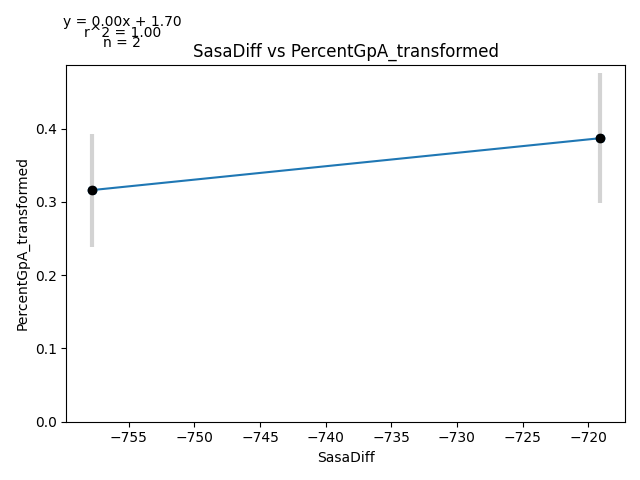 y = 0.00x + 1.70
r^2 = 1.00
n = 2
SasaDiff vs PercentGpA_transformed
PercentGpA_transformed
0.4
0.3
0.2
0.1
0.0
−755 −750 −745 −740 −735 −730 −725 −720
SasaDiff